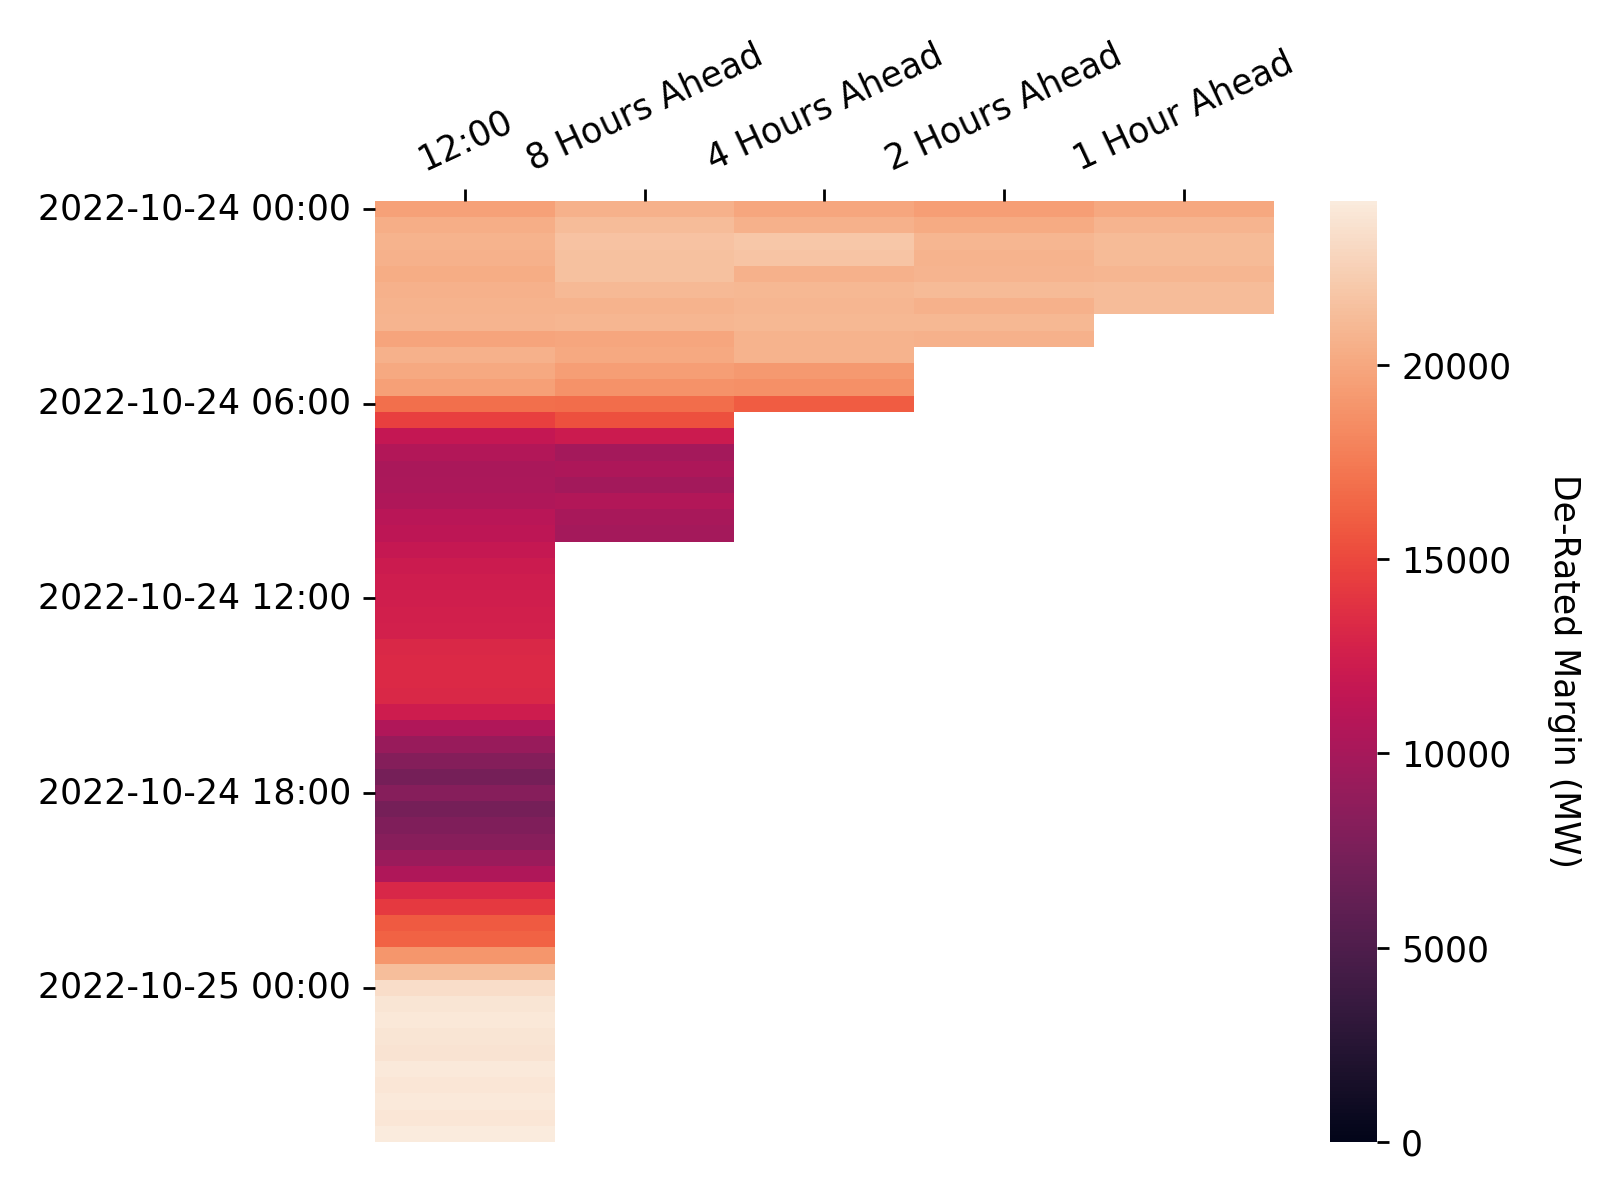 12:00
8 Hours Ahead
4 Hours Ahead
2 Hours Ahead
1 Hour Ahead
2022-10-24 00:00
2022-10-24 06:00
2022-10-24 12:00
2022-10-24 18:00
2022-10-25 00:00
20000
15000
10000
5000
0
De-Rated Margin (MW)